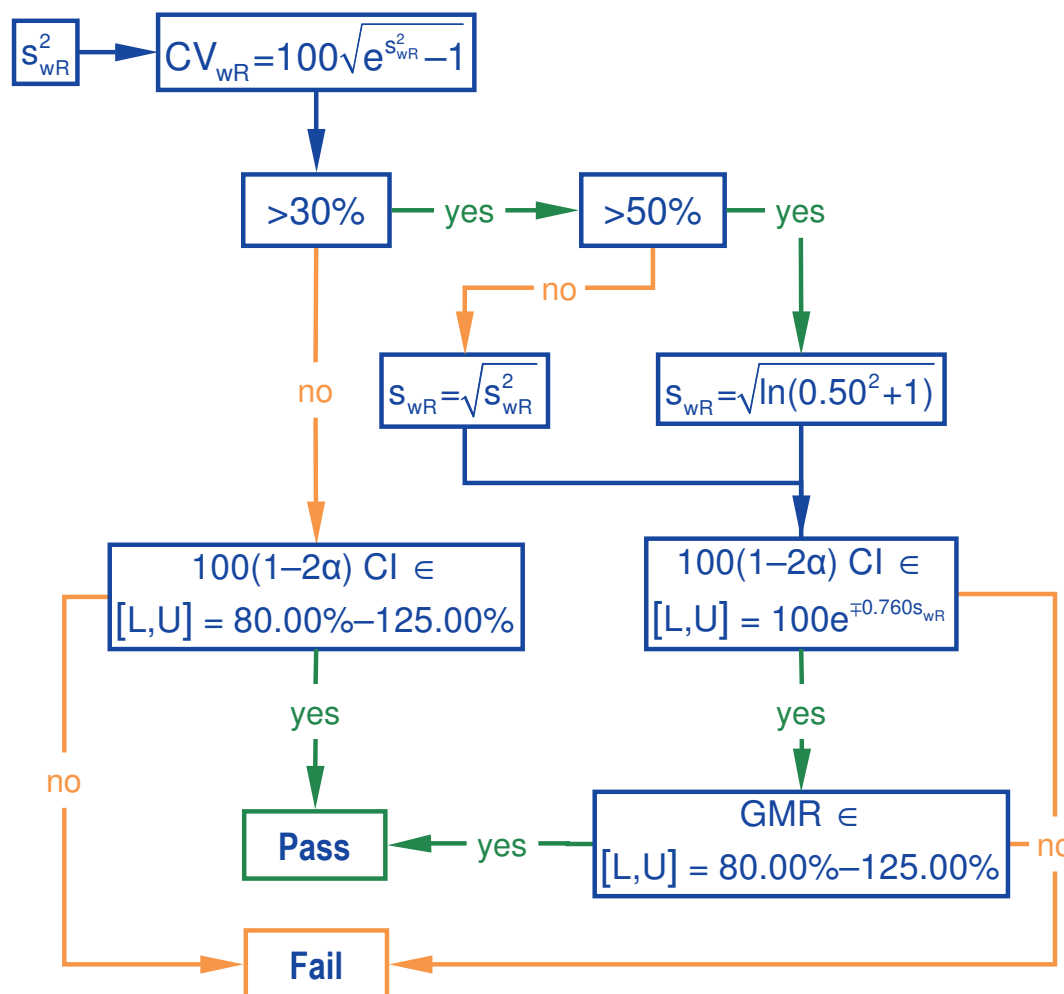 s²wR
CVwR=100√(e^s²wR–1)
>30%
yes
>50%
yes
no
no
swR=√s²wR
swR=√ln(0.50²+1)
100(1–2α) CI ∈
[L,U] = 80.00%–125.00%
100(1–2α) CI ∈
[L,U] = 100e^∓0.760swR
yes
yes
no
GMR ∈
[L,U] = 80.00%–125.00%
yes
no
Pass
Fail